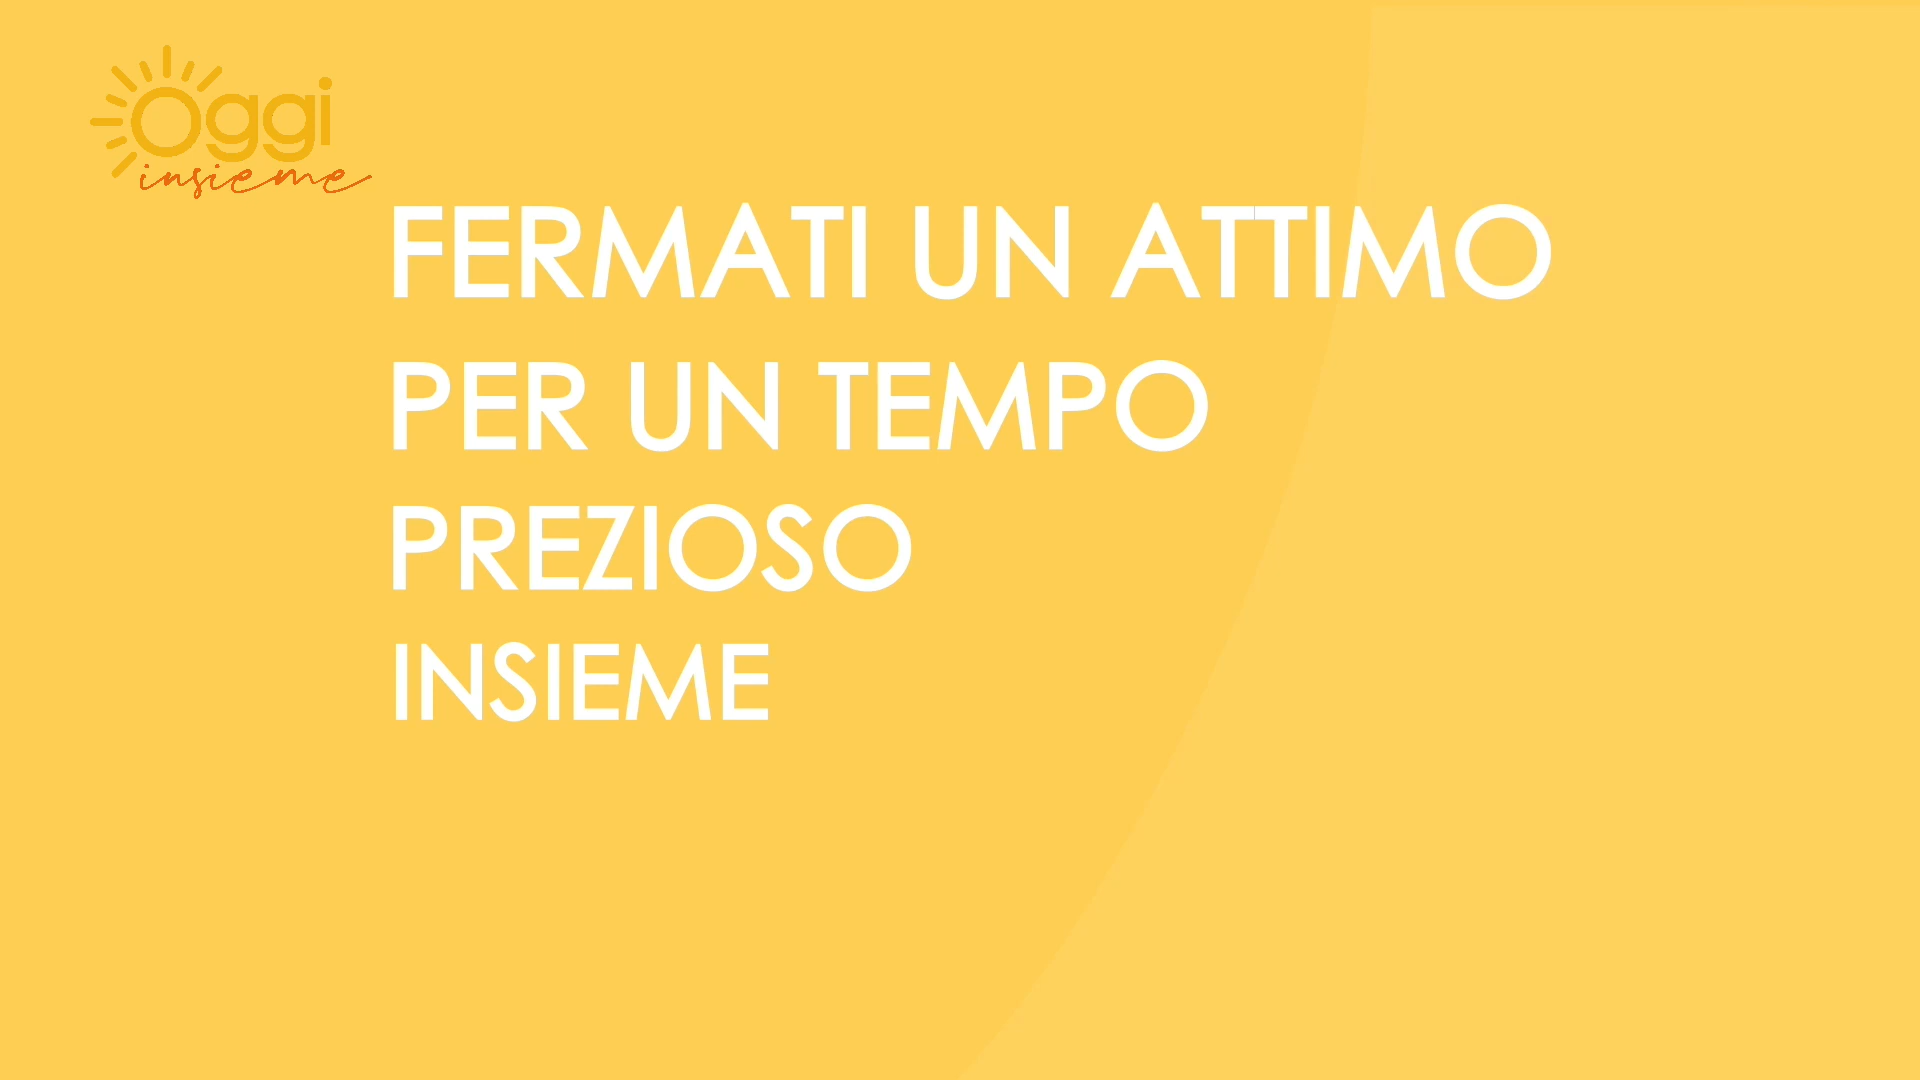 Oggi
insieme
FERMATI UN ATTIMO
PER UN TEMPO
PREZIOSO
INSIEME